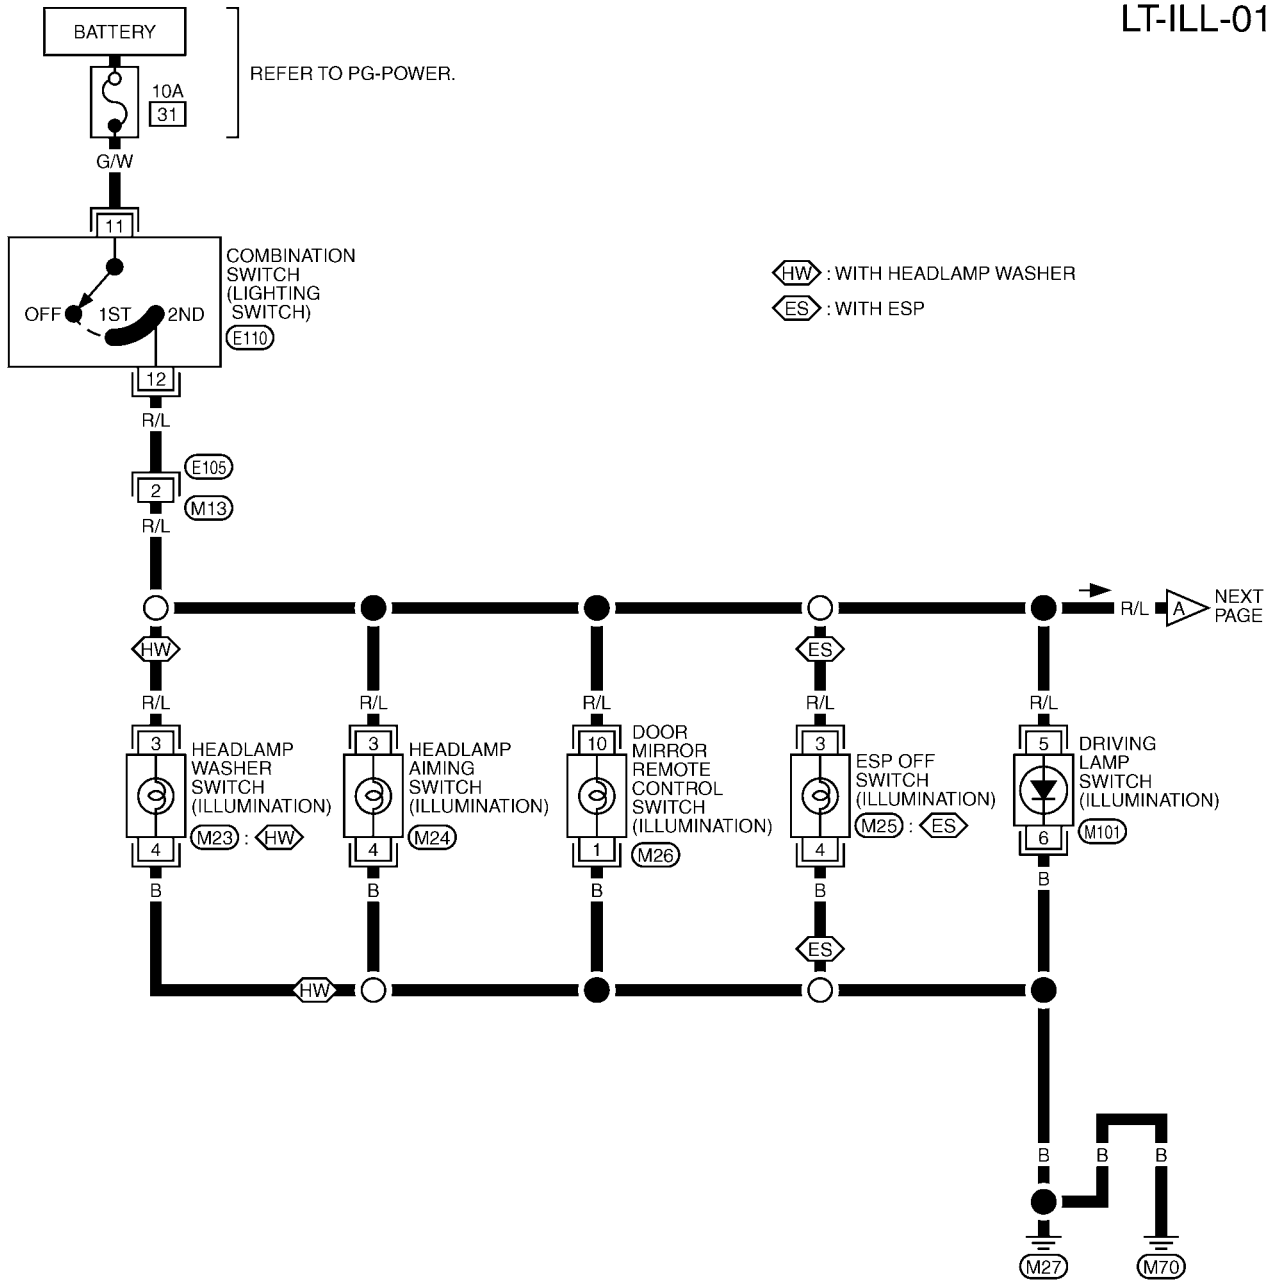 LT-ILL-01
BATTERY
REFER TO PG-POWER.
10A
31
G/W
11
COMBINATION
SWITCH
(LIGHTING
SWITCH)
E110
OFF 1ST 2ND
HW : WITH HEADLAMP WASHER
ES : WITH ESP
12
R/L
E105
2
M13
R/L
R/L A NEXT
PAGE
HW ES
R/L R/L R/L R/L R/L
3
HEADLAMP
WASHER
SWITCH
(ILLUMINATION)
M23 : HW
4
3
HEADLAMP
AIMING
SWITCH
(ILLUMINATION)
M24
4
10
DOOR
MIRROR
REMOTE
CONTROL
SWITCH
(ILLUMINATION)
M26
1
3
ESP OFF
SWITCH
(ILLUMINATION)
M25 : ES
4
5
DRIVING
LAMP
SWITCH
(ILLUMINATION)
M101
6
B B B B B
ES
HW
B B B
M27 M70